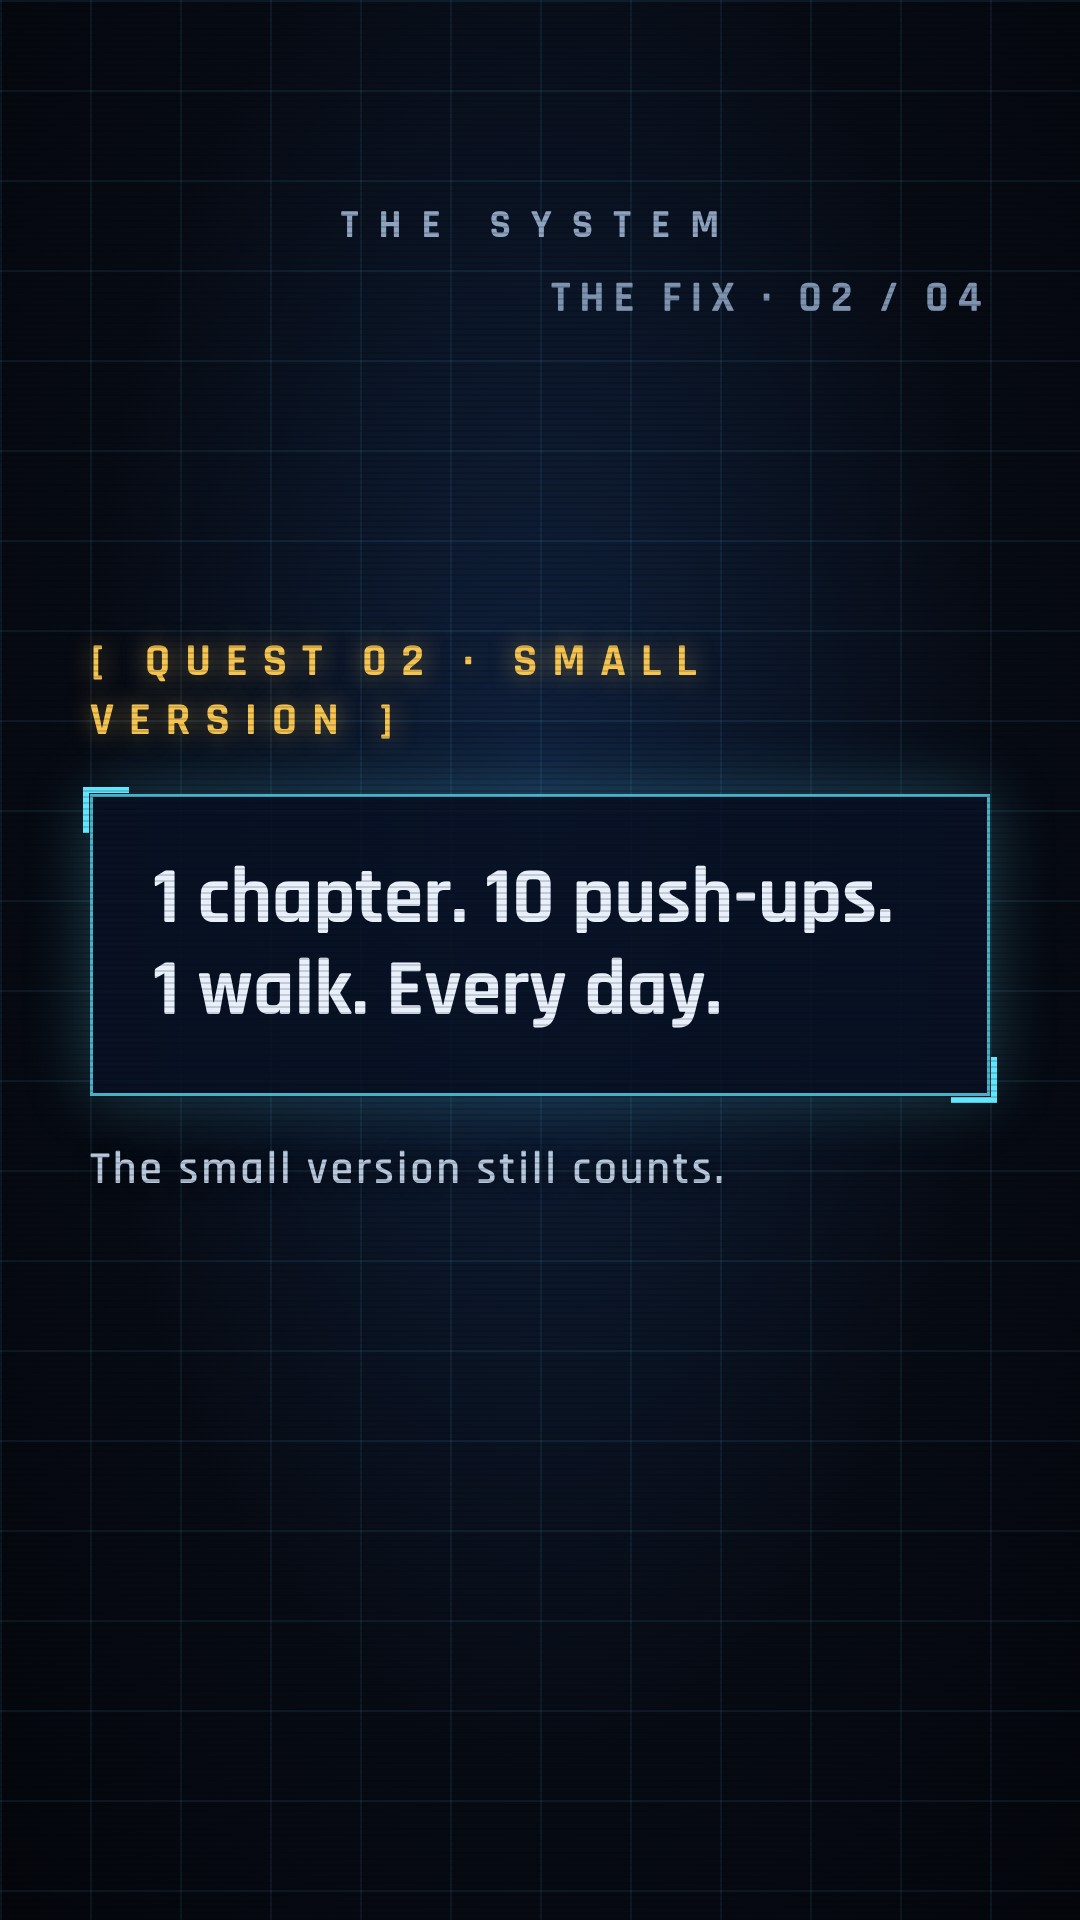 THE SYSTEM
THE FIX · 02 / 04
[ QUEST 02 · SMALL
VERSION ]
1 chapter. 10 push-ups.
1 walk. Every day.
The small version still counts.